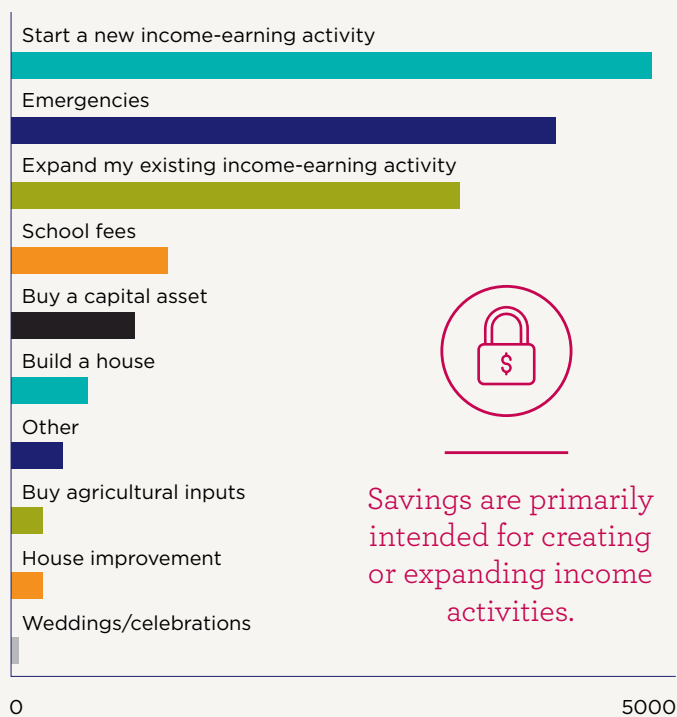 Start a new income-earning activity
Emergencies
Expand my existing income-earning activity
School fees
Buy a capital asset
Build a house
Other
Buy agricultural inputs
House improvement
Weddings/celebrations
$
Savings are primarily
intended for creating
or expanding income
activities.
0 5000